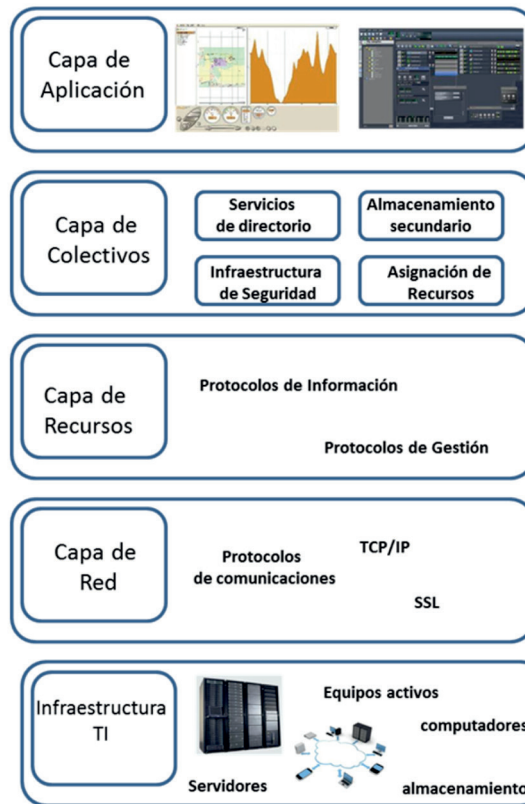 Capa de
Aplicación
Capa de
Colectivos
Servicios
de directorio
Almacenamiento
secundario
Infraestructura
de Seguridad
Asignación de
Recursos
Capa de
Recursos
Protocolos de Información
Protocolos de Gestión
Capa de
Red
Protocolos
de comunicaciones
TCP/IP
SSL
Infraestructura
TI
Equipos activos
computadores
Servidores
almacenamiento